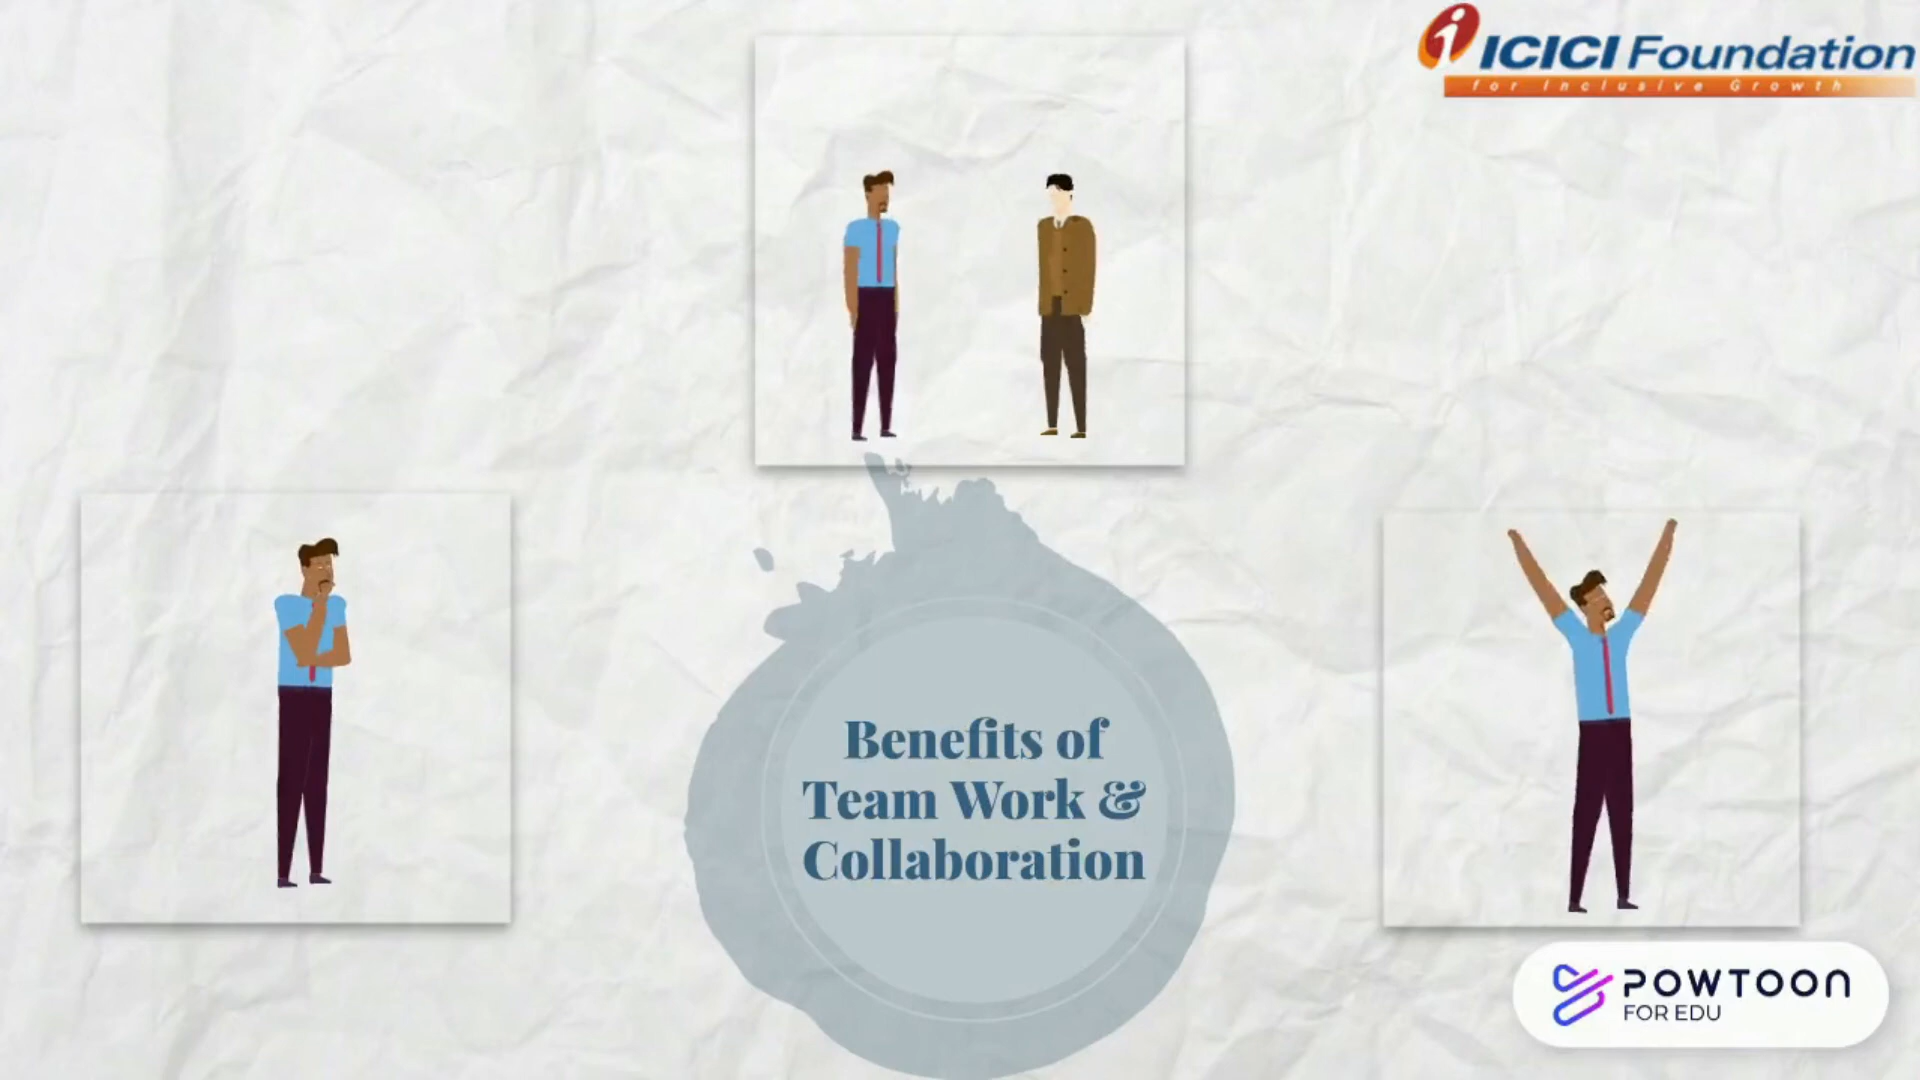 ICICI Foundation
for Inclusive Growth
Benefits of
Team Work &
Collaboration
POWTOON
FOR EDU